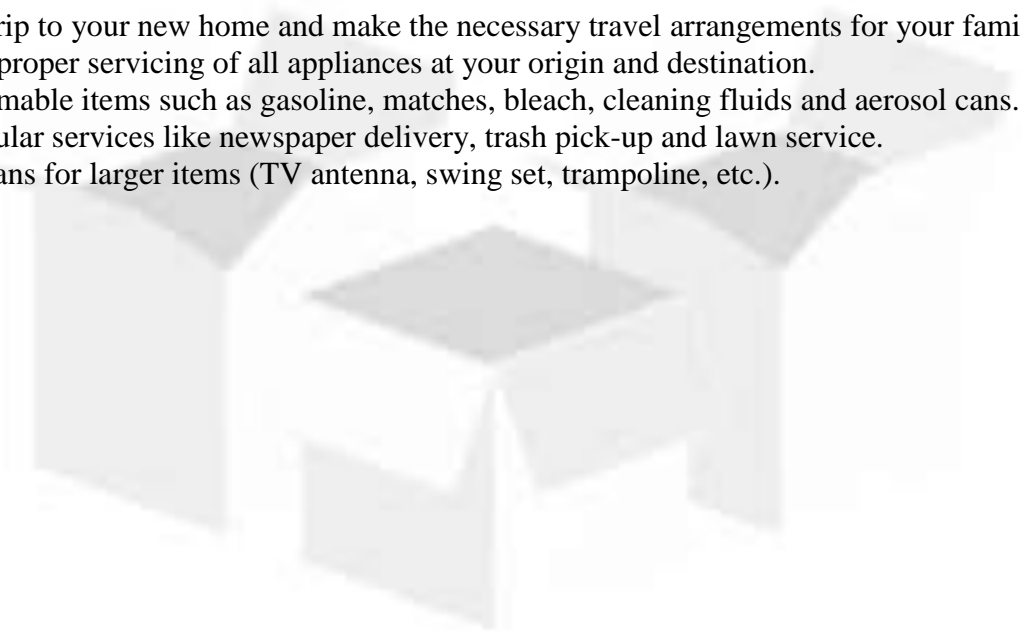 rip to your new home and make the necessary travel arrangements for your fami
proper servicing of all appliances at your origin and destination.
mable items such as gasoline, matches, bleach, cleaning fluids and aerosol cans.
ular services like newspaper delivery, trash pick-up and lawn service.
ans for larger items (TV antenna, swing set, trampoline, etc.).